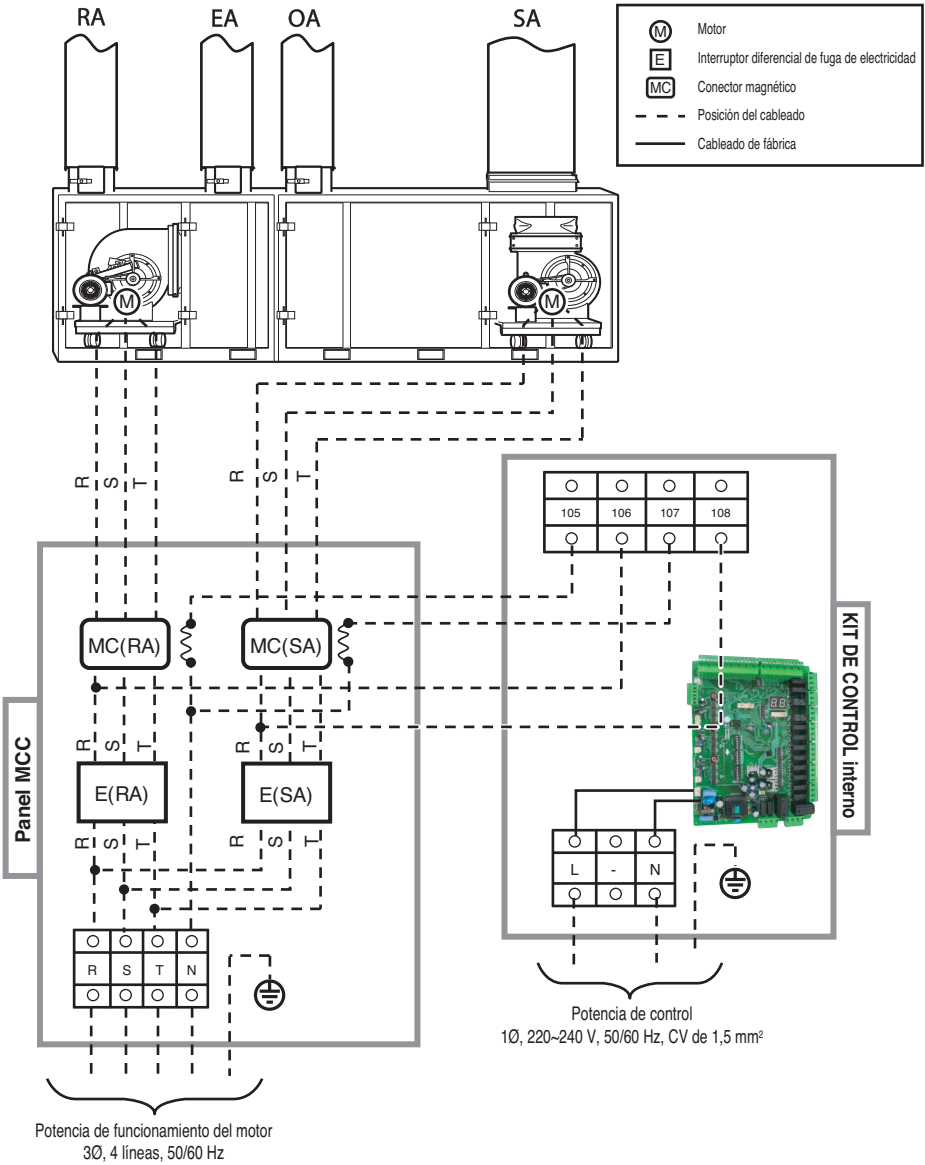 RA EA OA SA
M Motor
E Interruptor diferencial de fuga de electricidad
MC Conector magnético
Posición del cableado
Cableado de fábrica
M
M
R S T
R S T
105 106 107 108
MC(RA)
MC(SA)
KIT DE CONTROL interno
Panel MCC
R S T
R S T
E(RA)
E(SA)
R S T
R S T
L - N
R S T N
Potencia de control
1Ø, 220~240 V, 50/60 Hz, CV de 1,5 mm²
Potencia de funcionamiento del motor
3Ø, 4 líneas, 50/60 Hz